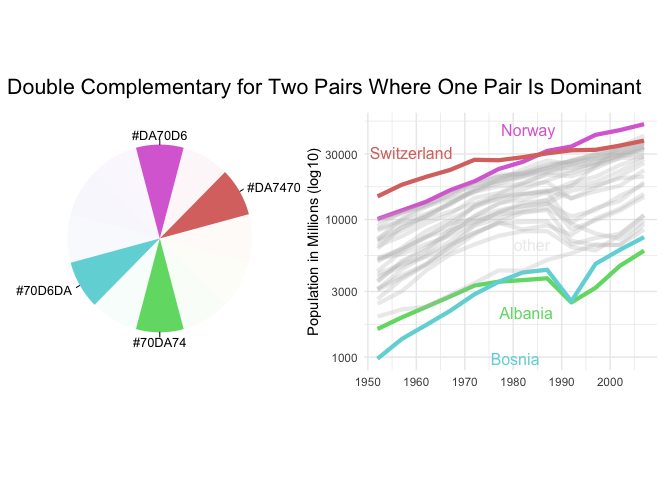 Double Complementary for Two Pairs Where One Pair Is Dominant
#DA70D6
#DA7470
#70D6DA
#70DA74
Population in Millions (log10)
30000
10000
3000
1000
Norway
Switzerland
other
Albania
Bosnia
1950
1960
1970
1980
1990
2000